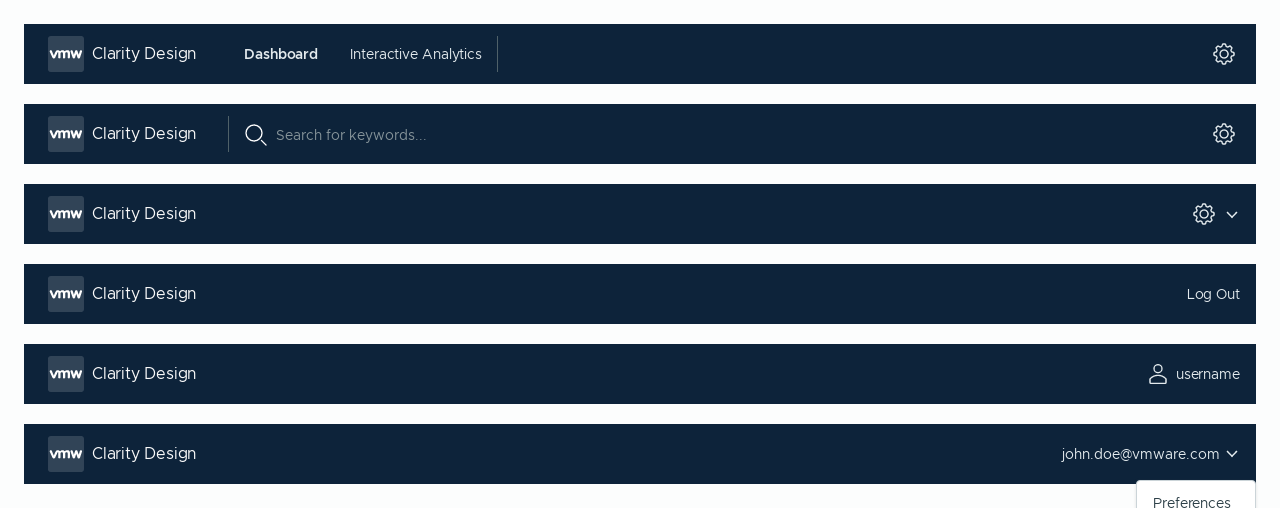 vmw Clarity Design Dashboard Interactive Analytics
vmw Clarity Design Search for keywords...
vmw Clarity Design
vmw Clarity Design Log Out
vmw Clarity Design username
vmw Clarity Design john.doe@vmware.com
Preferences